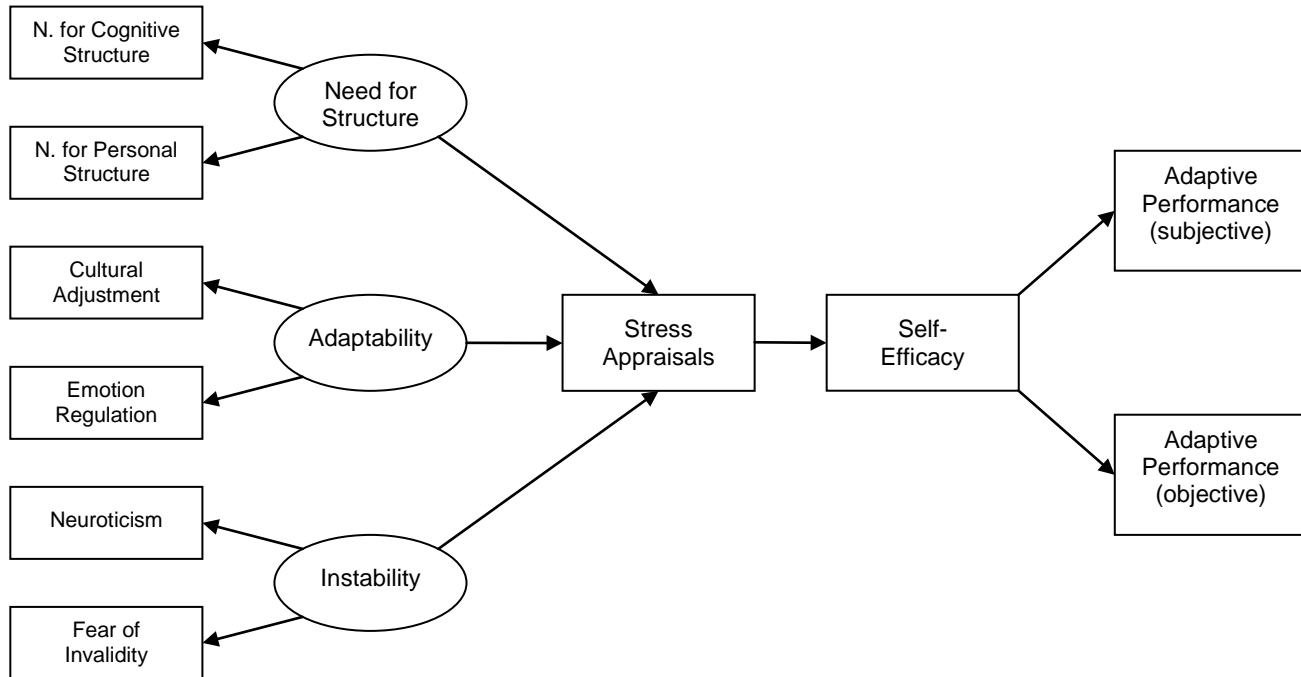 N. for Cognitive
Structure
Need for
Structure
N. for Personal
Structure
Adaptive
Performance
(subjective)
Cultural
Adjustment
Adaptability
Stress
Appraisals
Self-
Efficacy
Emotion
Regulation
Adaptive
Performance
(objective)
Neuroticism
Instability
Fear of
Invalidity